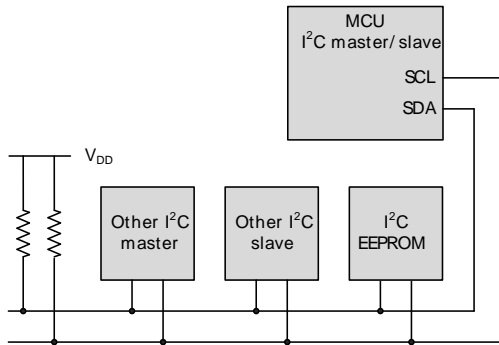 MCU
I²C master/slave
SCL
SDA
V_DD
Other I²C
master
Other I²C
slave
I²C
EEPROM